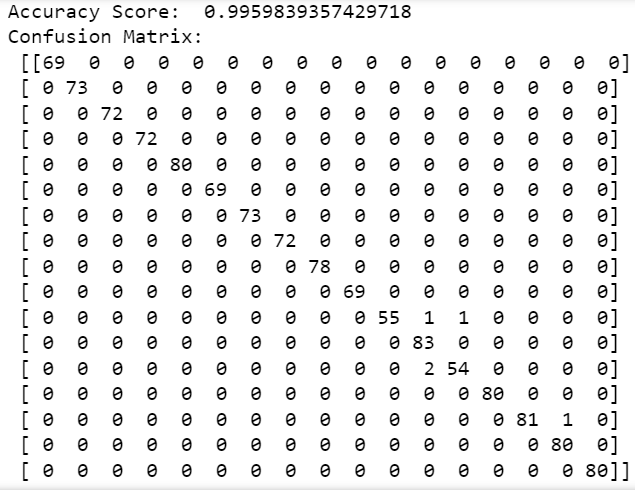 Accuracy Score:  0.9959839357429718
Confusion Matrix:
 [[69  0  0  0  0  0  0  0  0  0  0  0  0  0  0  0  0]
 [ 0 73  0  0  0  0  0  0  0  0  0  0  0  0  0  0  0]
 [ 0  0 72  0  0  0  0  0  0  0  0  0  0  0  0  0  0]
 [ 0  0  0 72  0  0  0  0  0  0  0  0  0  0  0  0  0]
 [ 0  0  0  0 80  0  0  0  0  0  0  0  0  0  0  0  0]
 [ 0  0  0  0  0 69  0  0  0  0  0  0  0  0  0  0  0]
 [ 0  0  0  0  0  0 73  0  0  0  0  0  0  0  0  0  0]
 [ 0  0  0  0  0  0  0 72  0  0  0  0  0  0  0  0  0]
 [ 0  0  0  0  0  0  0  0 78  0  0  0  0  0  0  0  0]
 [ 0  0  0  0  0  0  0  0  0 69  0  0  0  0  0  0  0]
 [ 0  0  0  0  0  0  0  0  0  0 55  1  1  0  0  0  0]
 [ 0  0  0  0  0  0  0  0  0  0  0 83  0  0  0  0  0]
 [ 0  0  0  0  0  0  0  0  0  0  0  2 54  0  0  0  0]
 [ 0  0  0  0  0  0  0  0  0  0  0  0  0 80  0  0  0]
 [ 0  0  0  0  0  0  0  0  0  0  0  0  0  0 81  1  0]
 [ 0  0  0  0  0  0  0  0  0  0  0  0  0  0  0 80  0]
 [ 0  0  0  0  0  0  0  0  0  0  0  0  0  0  0  0 80]]